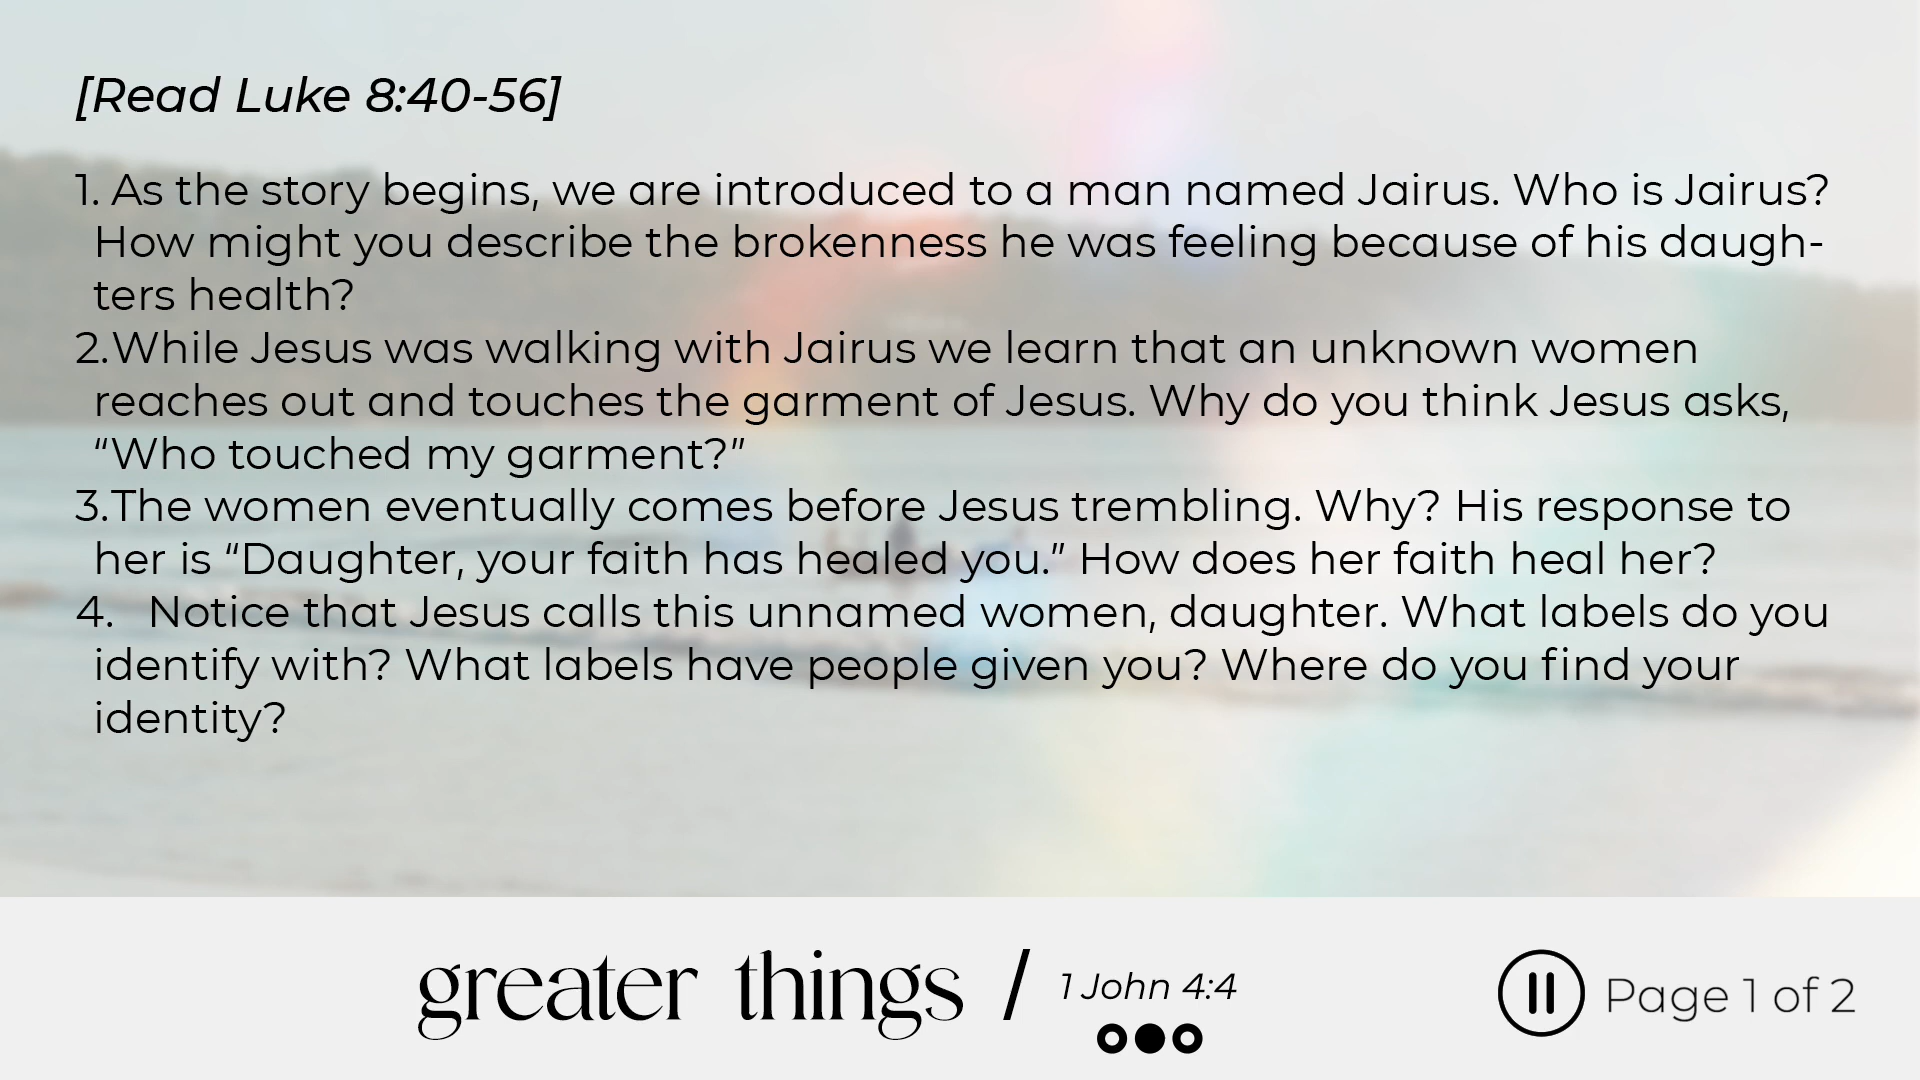 [Read Luke 8:40-56]
1. As the story begins, we are introduced to a man named Jairus. Who is Jairus?
How might you describe the brokenness he was feeling because of his daugh-
ters health?
2.While Jesus was walking with Jairus we learn that an unknown women
reaches out and touches the garment of Jesus. Why do you think Jesus asks,
“Who touched my garment?”
3.The women eventually comes before Jesus trembling. Why? His response to
her is “Daughter, your faith has healed you.” How does her faith heal her?
4. Notice that Jesus calls this unnamed women, daughter. What labels do you
identify with? What labels have people given you? Where do you find your
identity?
greater things / 1 John 4:4
Page 1 of 2